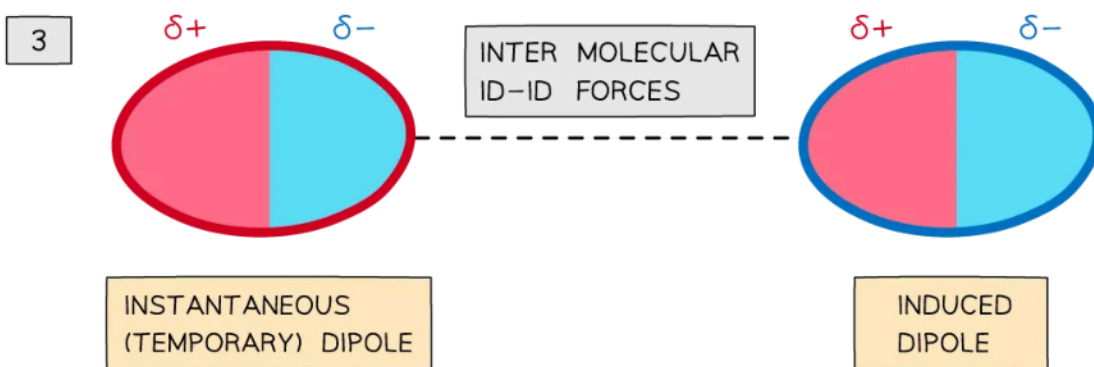 3
δ+ δ− δ+ δ−
INTER MOLECULAR
ID−ID FORCES
INSTANTANEOUS
(TEMPORARY) DIPOLE
INDUCED
DIPOLE